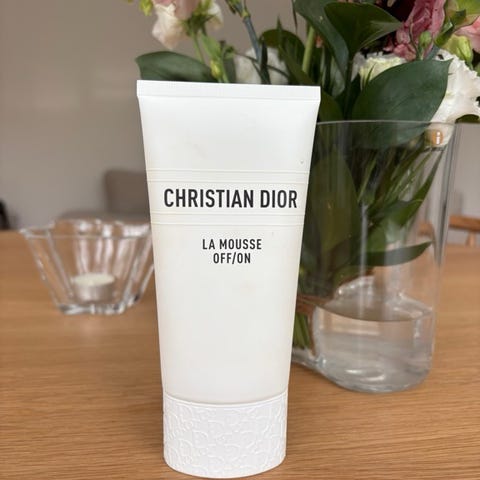 CHRISTIAN DIOR
LA MOUSSE
OFF/ON